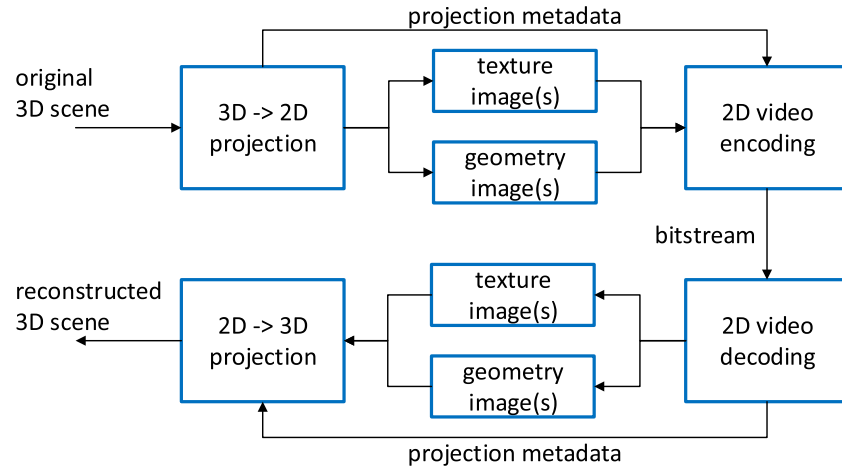 projection metadata
original
3D scene
3D -> 2D
projection
texture
image(s)
geometry
image(s)
2D video
encoding
bitstream
reconstructed
3D scene
2D -> 3D
projection
texture
image(s)
geometry
image(s)
2D video
decoding
projection metadata